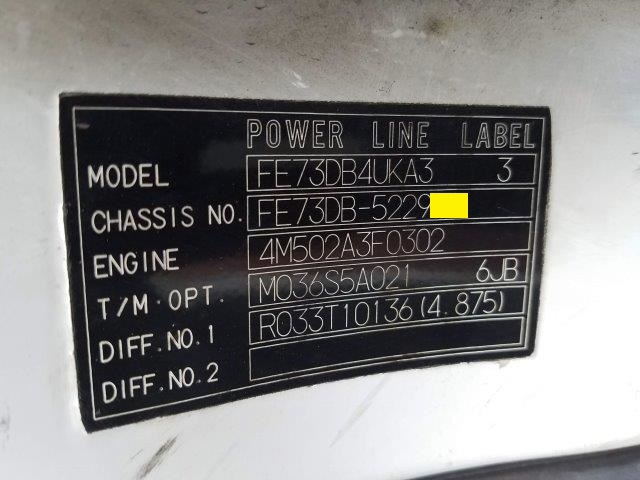 POWER LINE LABEL
MODEL FE73DB4UKA3 3
CHASSIS NO. FE73DB-5229
ENGINE 4M502A3F0302
T/M. OPT. M036S5A021 6JB
DIFF.NO.1 R033T10136(4.875)
DIFF.NO.2